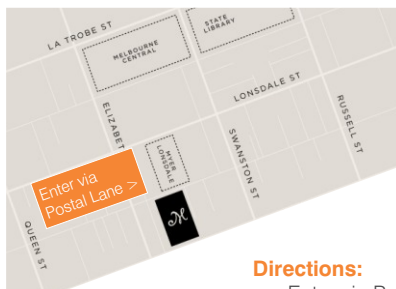 LA TROBE ST
MELBOURNE
CENTRAL
STATE
LIBRARY
LONSDALE ST
ELIZABET
RUSSELL ST
SWANSTON ST
MYER
LONSDALE
Enter via
Postal Lane >
M
QUEEN ST
Directions: